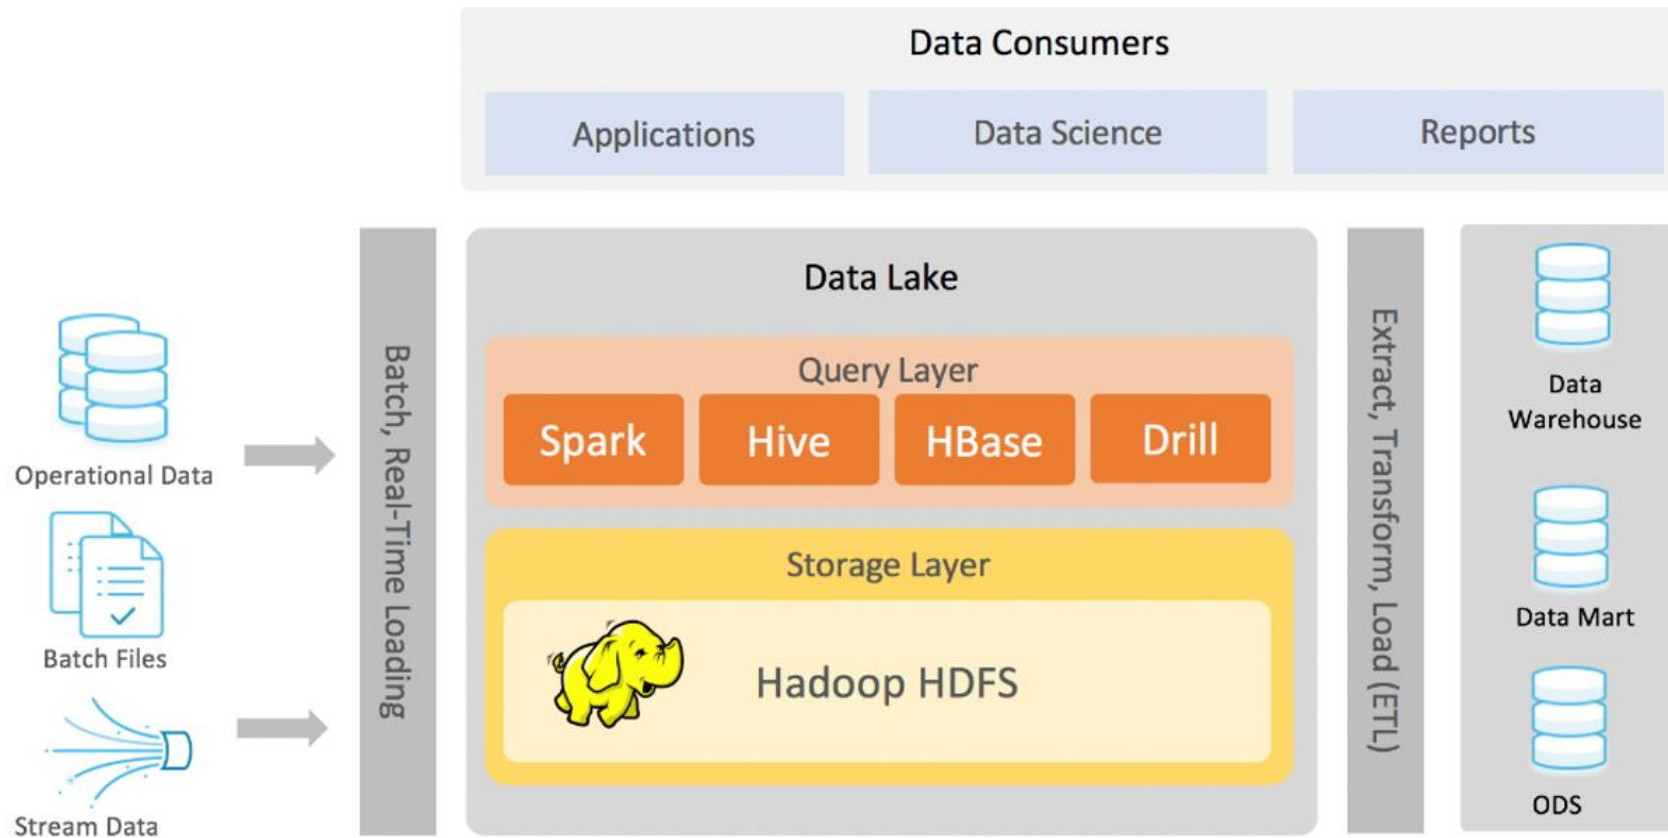 Data Consumers
Applications
Data Science
Reports
Operational Data
Batch Files
Stream Data
Batch, Real-Time Loading
Data Lake
Query Layer
Spark
Hive
HBase
Drill
Storage Layer
Hadoop HDFS
Extract, Transform, Load (ETL)
Data
Warehouse
Data Mart
ODS